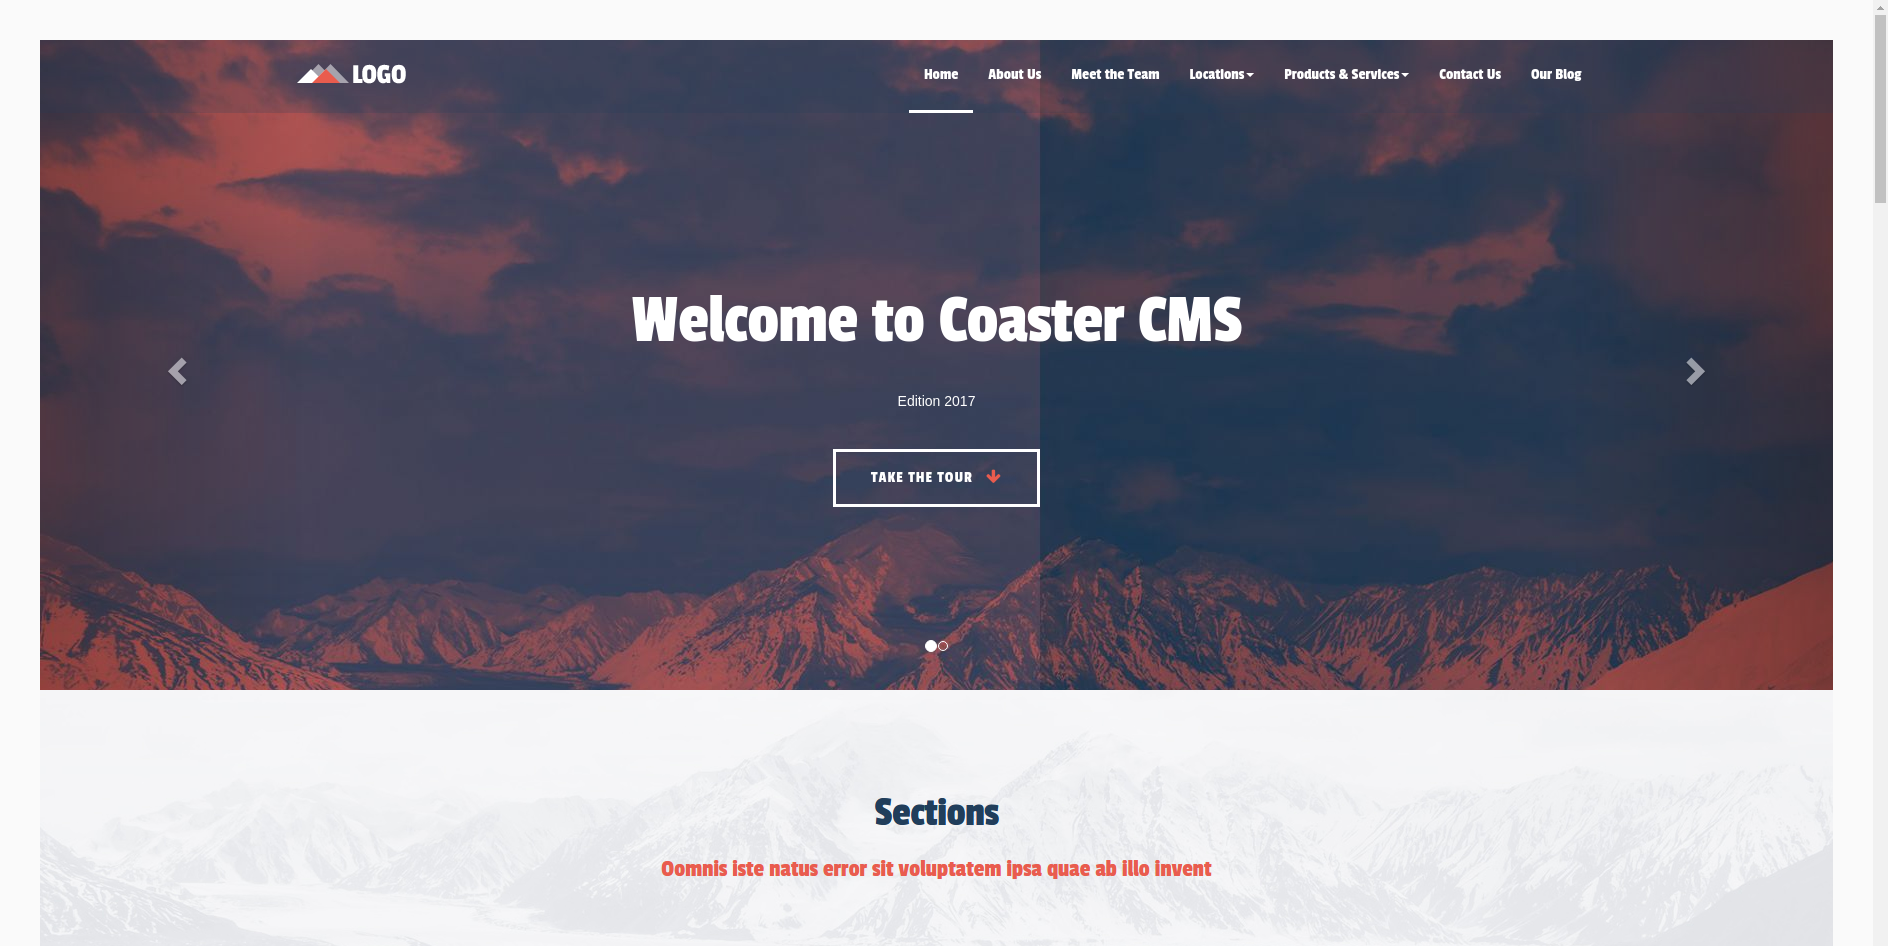 LOGO
Home About Us Meet the Team Locations Products & Services Contact Us Our Blog
Welcome to Coaster CMS
Edition 2017
TAKE THE TOUR
Sections
Oomnis iste natus error sit voluptatem ipsa quae ab illo invent